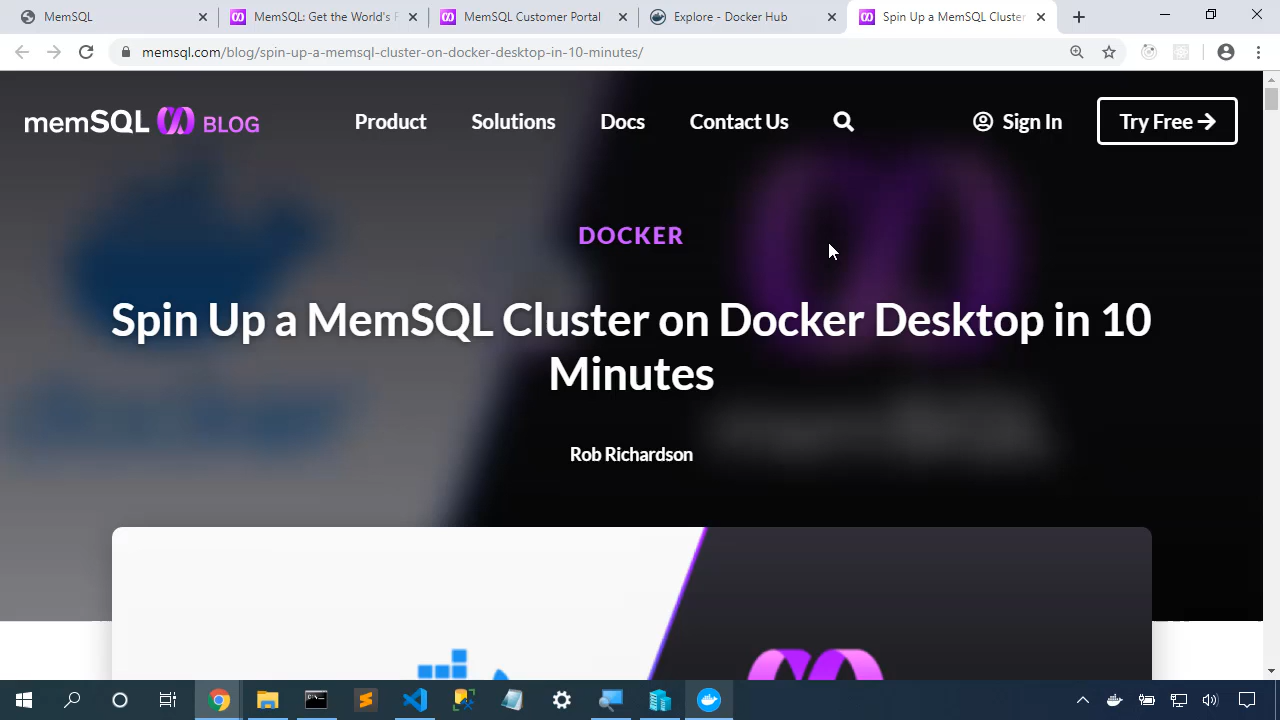 MemSQL
MemSQL: Get the World's F
MemSQL Customer Portal
Explore - Docker Hub
Spin Up a MemSQL Cluster
memsql.com/blog/spin-up-a-memsql-cluster-on-docker-desktop-in-10-minutes/
memSQL BLOG
Product
Solutions
Docs
Contact Us
Sign In
Try Free
DOCKER
Spin Up a MemSQL Cluster on Docker Desktop in 10
Minutes
Rob Richardson